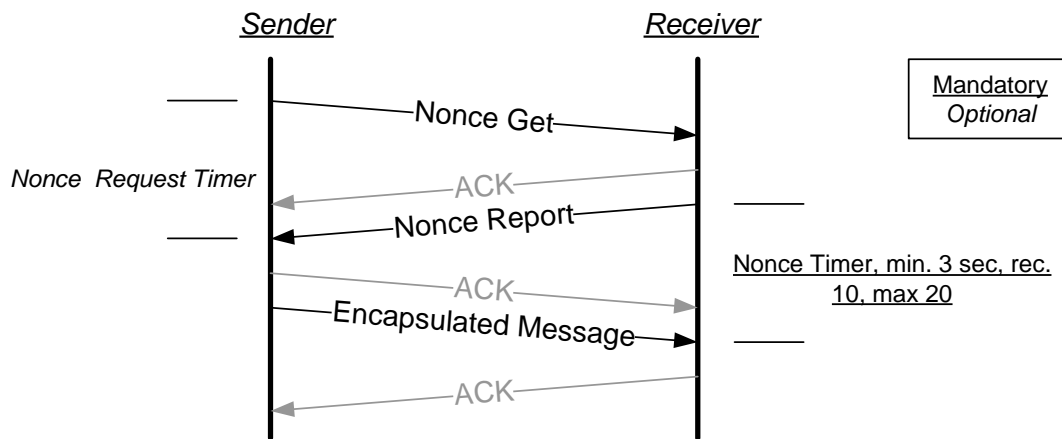 Sender
Receiver
Mandatory
Optional
Nonce Get
Nonce Request Timer
ACK
Nonce Report
Nonce Timer, min. 3 sec, rec.
10, max 20
ACK
Encapsulated Message
ACK